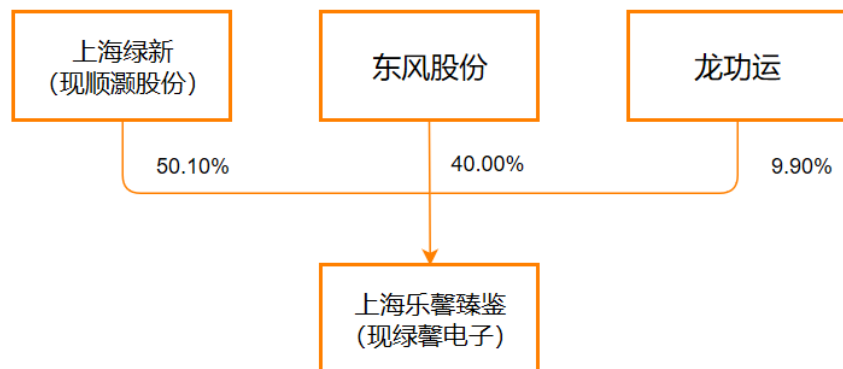 上海绿新
（现顺灏股份）
东风股份
龙功运
50.10%
40.00%
9.90%
上海乐馨臻鉴
（现绿馨电子）